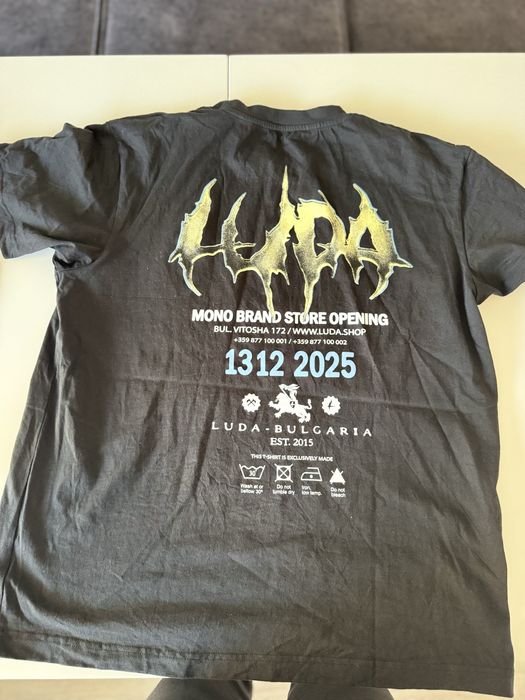 LUDA
MONO BRAND STORE OPENING
BUL. VITOSHA 172 / WWW.LUDA.SHOP
+359 877 100 001 / +359 877 100 002
1312 2025
LUDA-BULGARIA
EST. 2015
THIS T-SHIRT IS EXCLUSIVELY MADE
30°
Wash at or below 30°
Do not tumble dry
Iron, low temp.
Do not bleach